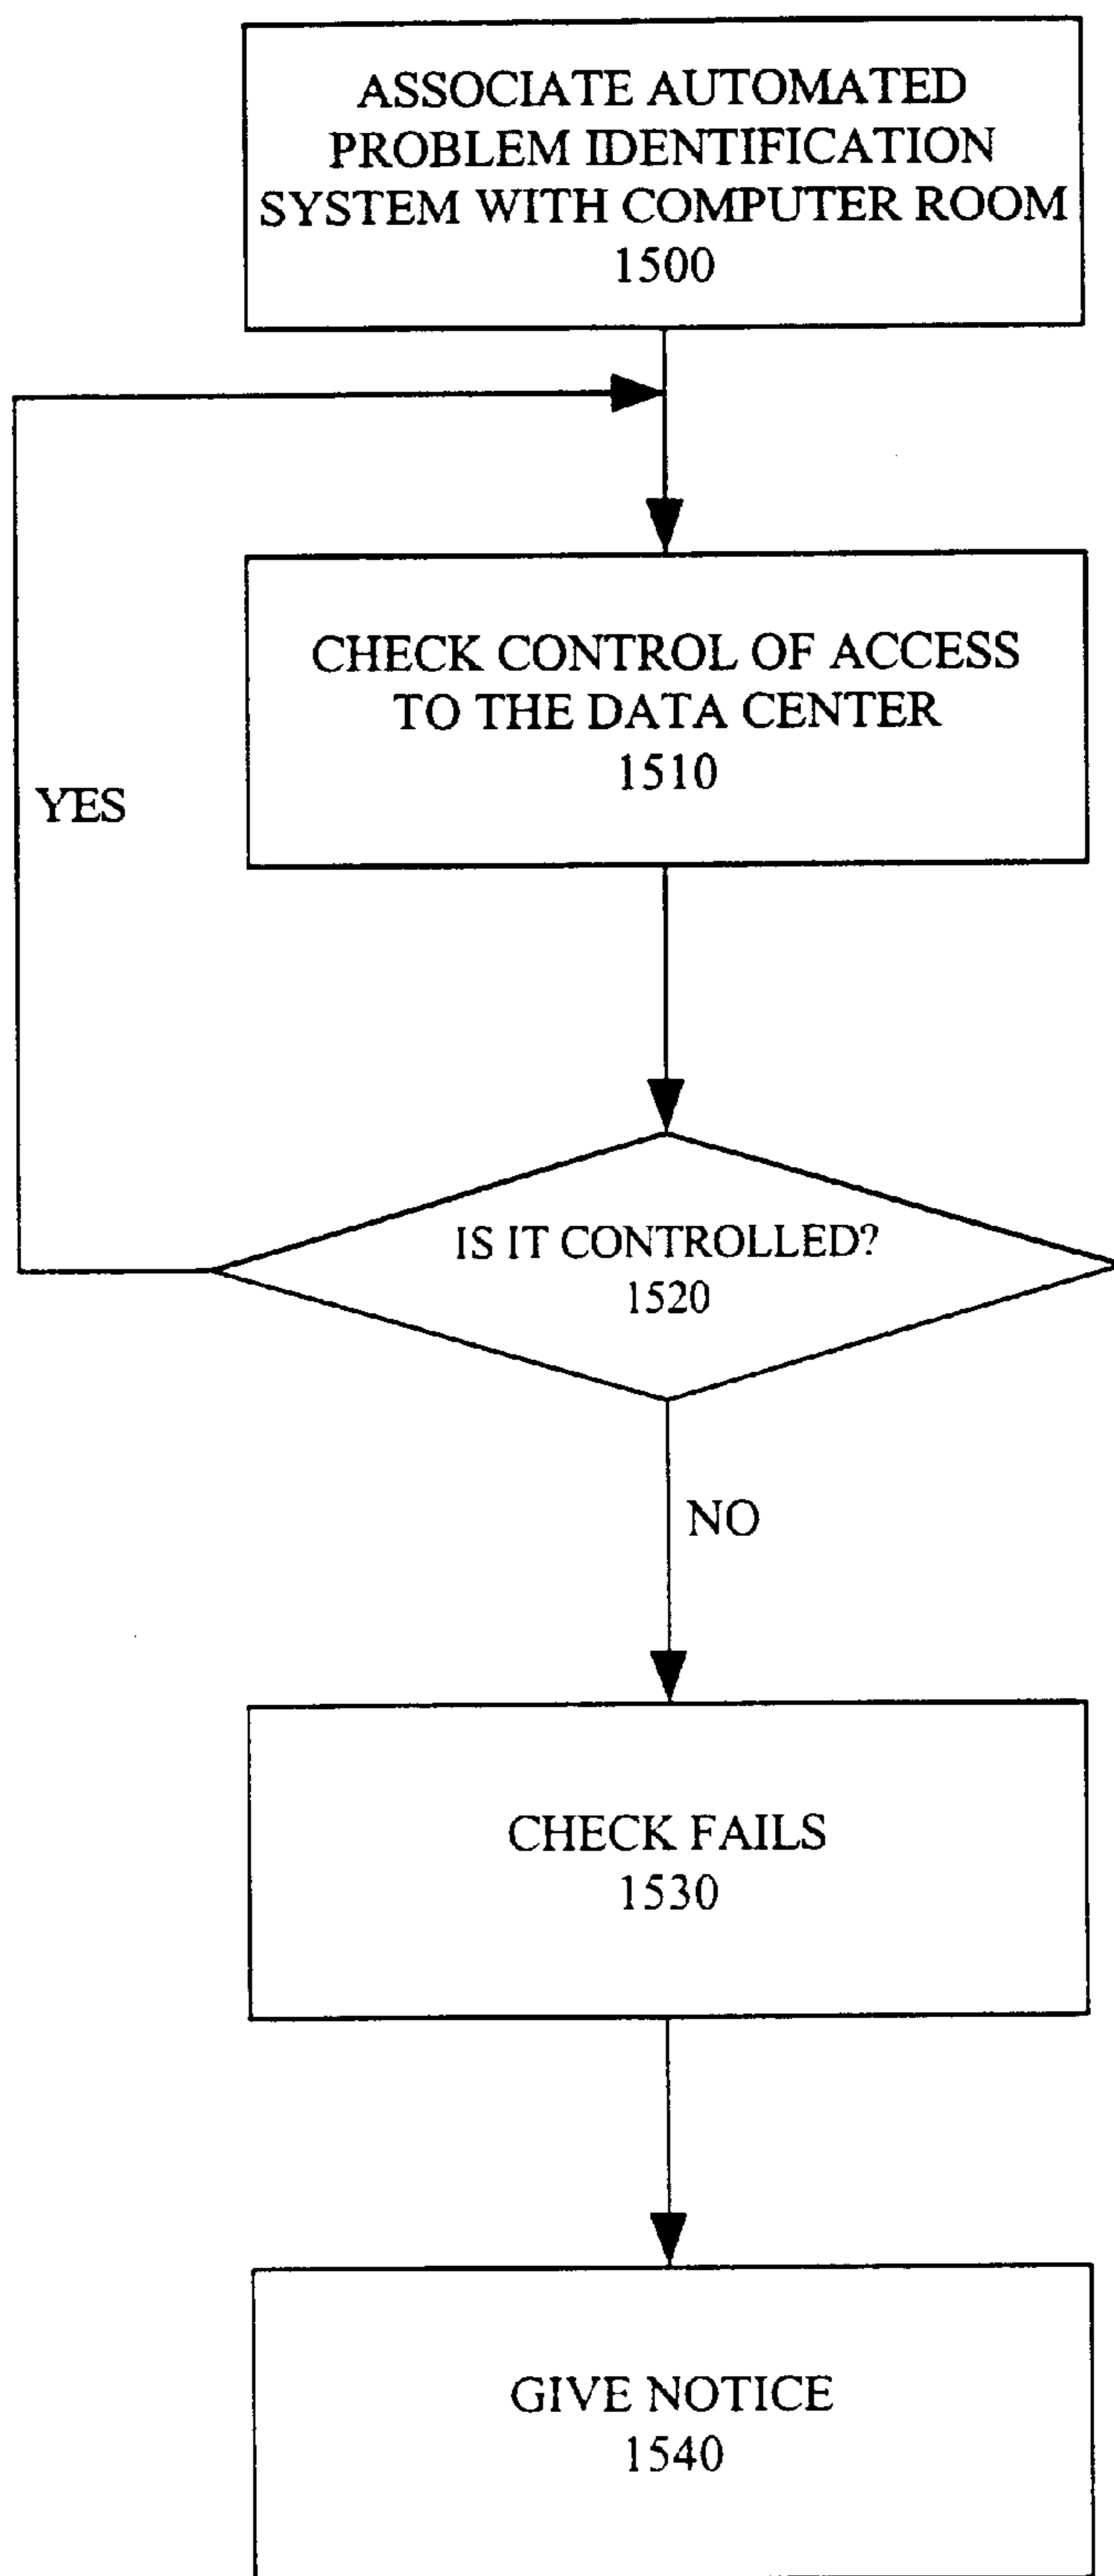 ASSOCIATE AUTOMATED
PROBLEM IDENTIFICATION
SYSTEM WITH COMPUTER ROOM
1500
CHECK CONTROL OF ACCESS
TO THE DATA CENTER
1510
YES
IS IT CONTROLLED?
1520
NO
CHECK FAILS
1530
GIVE NOTICE
1540